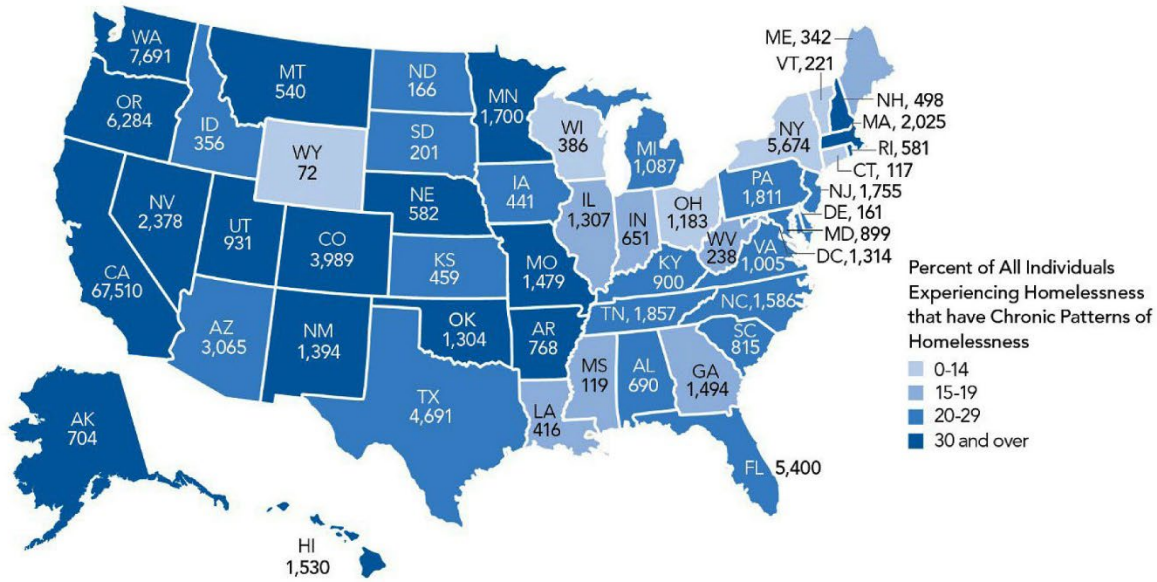 WA
7,691
MT
540
ND
166
MN
1,700
ME, 342
VT, 221
OR
6,284
ID
356
WY
72
SD
201
WI
386
MI
1,087
NY
5,674
NH, 498
MA, 2,025
RI, 581
CT, 117
NJ, 1,755
DE, 161
MD, 899
DC, 1,314
NV
2,378
UT
931
CO
3,989
NE
582
IA
441
IL
1,307
IN
651
OH
1,183
PA
1,811
WV
238
VA
1,005
CA
67,510
KS
459
MO
1,479
KY
900
AZ
3,065
NM
1,394
OK
1,304
AR
768
TN, 1,857
NC, 1,586
SC
815
TX
4,691
LA
416
MS
119
AL
690
GA
1,494
FL 5,400
AK
704
HI
1,530
Percent of All Individuals
Experiencing Homelessness
that have Chronic Patterns of
Homelessness
0-14
15-19
20-29
30 and over